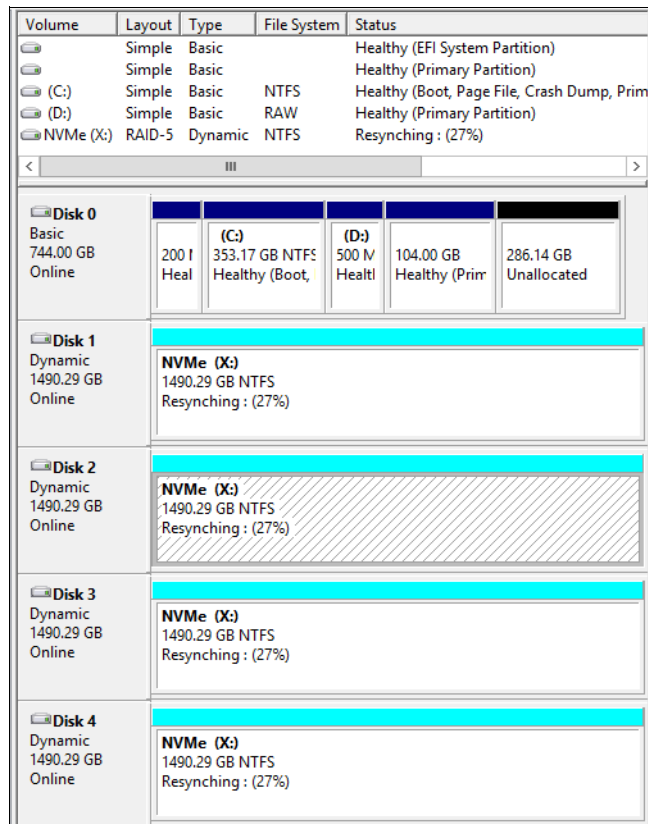 Volume Layout Type File System Status
Simple Basic Healthy (EFI System Partition)
Simple Basic Healthy (Primary Partition)
(C:) Simple Basic NTFS Healthy (Boot, Page File, Crash Dump, Prim
(D:) Simple Basic RAW Healthy (Primary Partition)
NVMe (X:) RAID-5 Dynamic NTFS Resynching : (27%)
Disk 0
Basic
744.00 GB
Online
200 M
Heal
(C:)
353.17 GB NTFS
Healthy (Boot,
(D:)
500 M
Healtl
104.00 GB
Healthy (Prim
286.14 GB
Unallocated
Disk 1
Dynamic
1490.29 GB
Online
NVMe (X:)
1490.29 GB NTFS
Resynching : (27%)
Disk 2
Dynamic
1490.29 GB
Online
NVMe (X:)
1490.29 GB NTFS
Resynching : (27%)
Disk 3
Dynamic
1490.29 GB
Online
NVMe (X:)
1490.29 GB NTFS
Resynching : (27%)
Disk 4
Dynamic
1490.29 GB
Online
NVMe (X:)
1490.29 GB NTFS
Resynching : (27%)